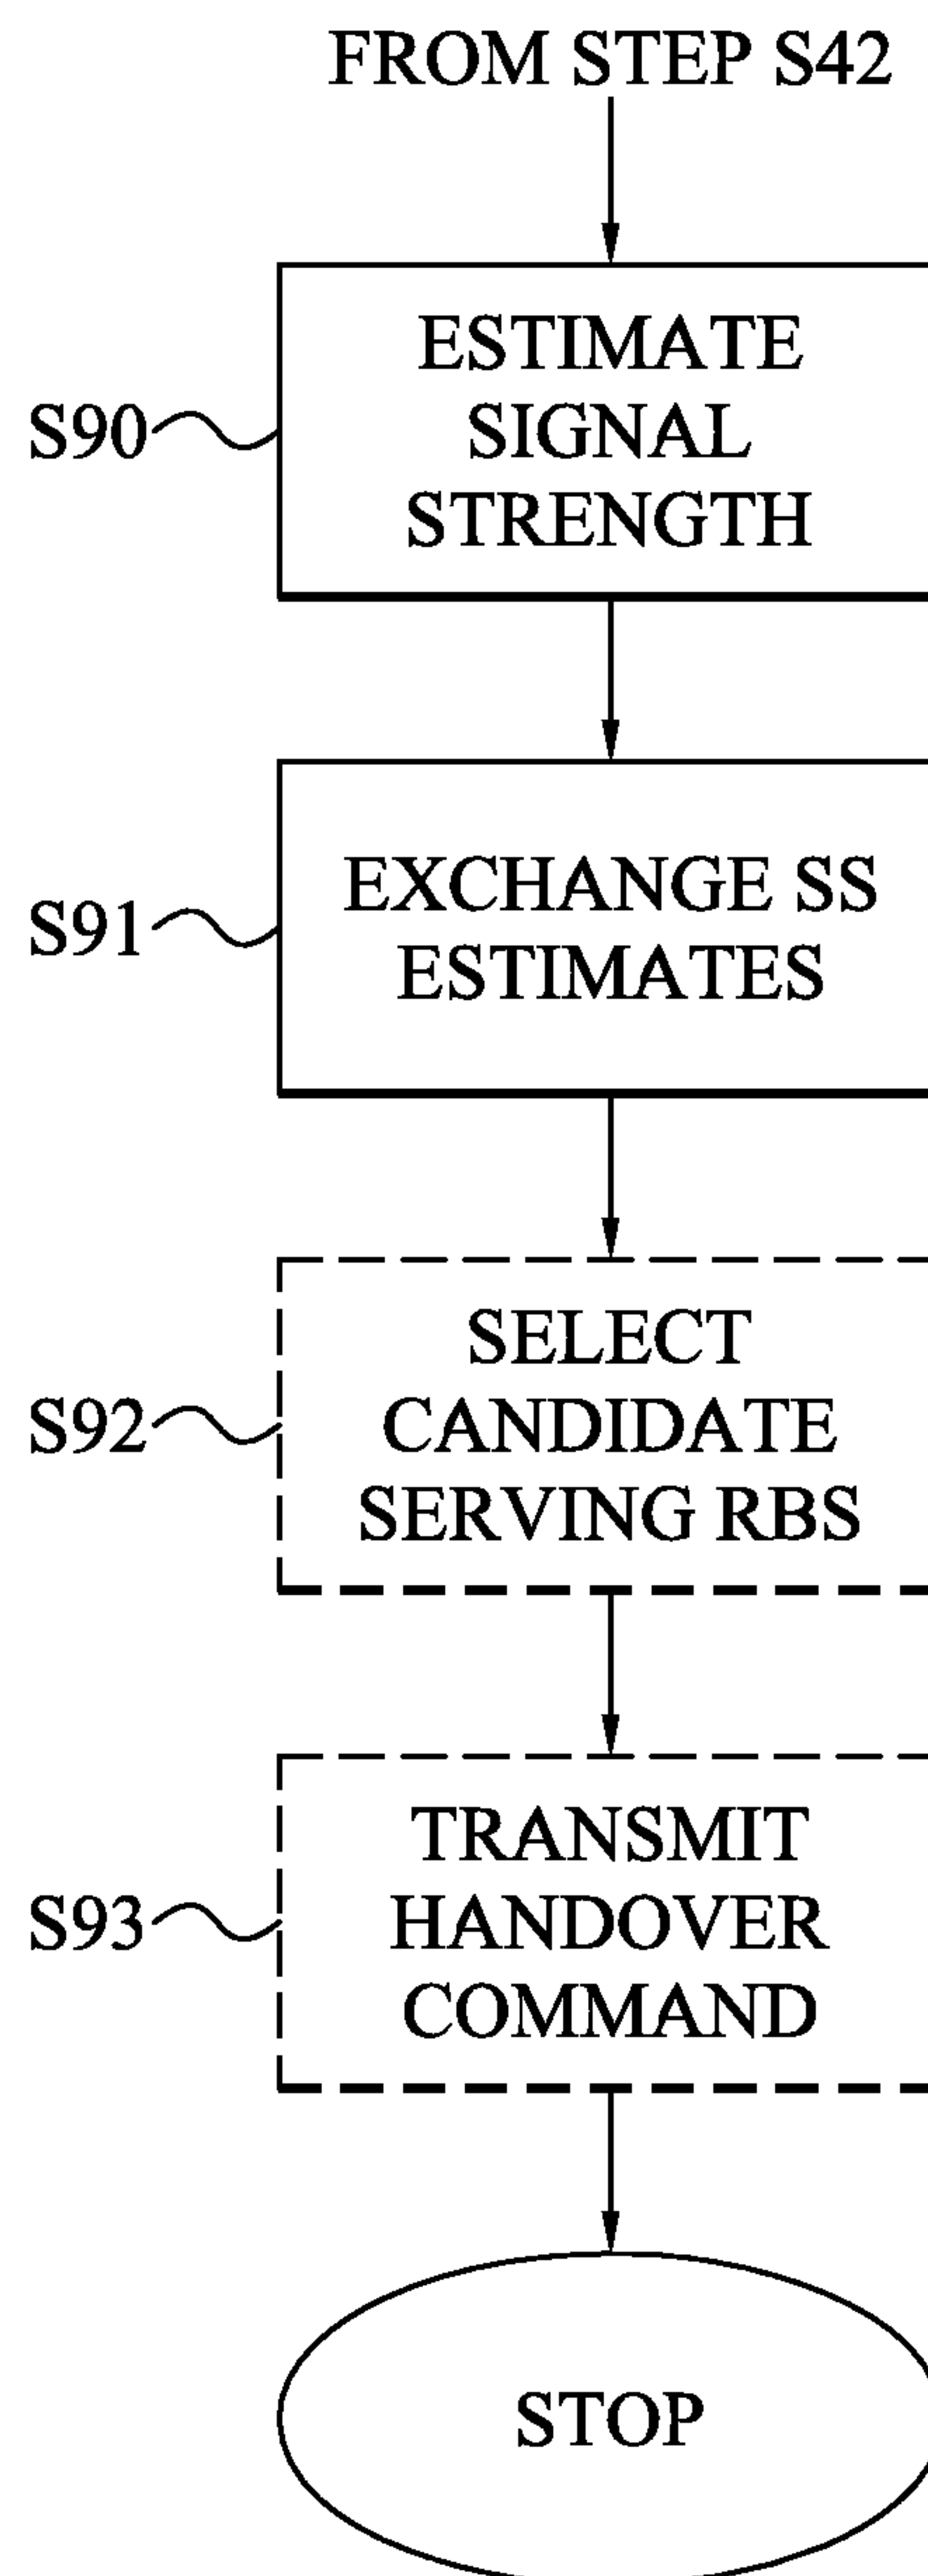 FROM STEP S42
ESTIMATE
SIGNAL
STRENGTH
S90
EXCHANGE SS
ESTIMATES
S91
SELECT
CANDIDATE
SERVING RBS
S92
TRANSMIT
HANDOVER
COMMAND
S93
STOP